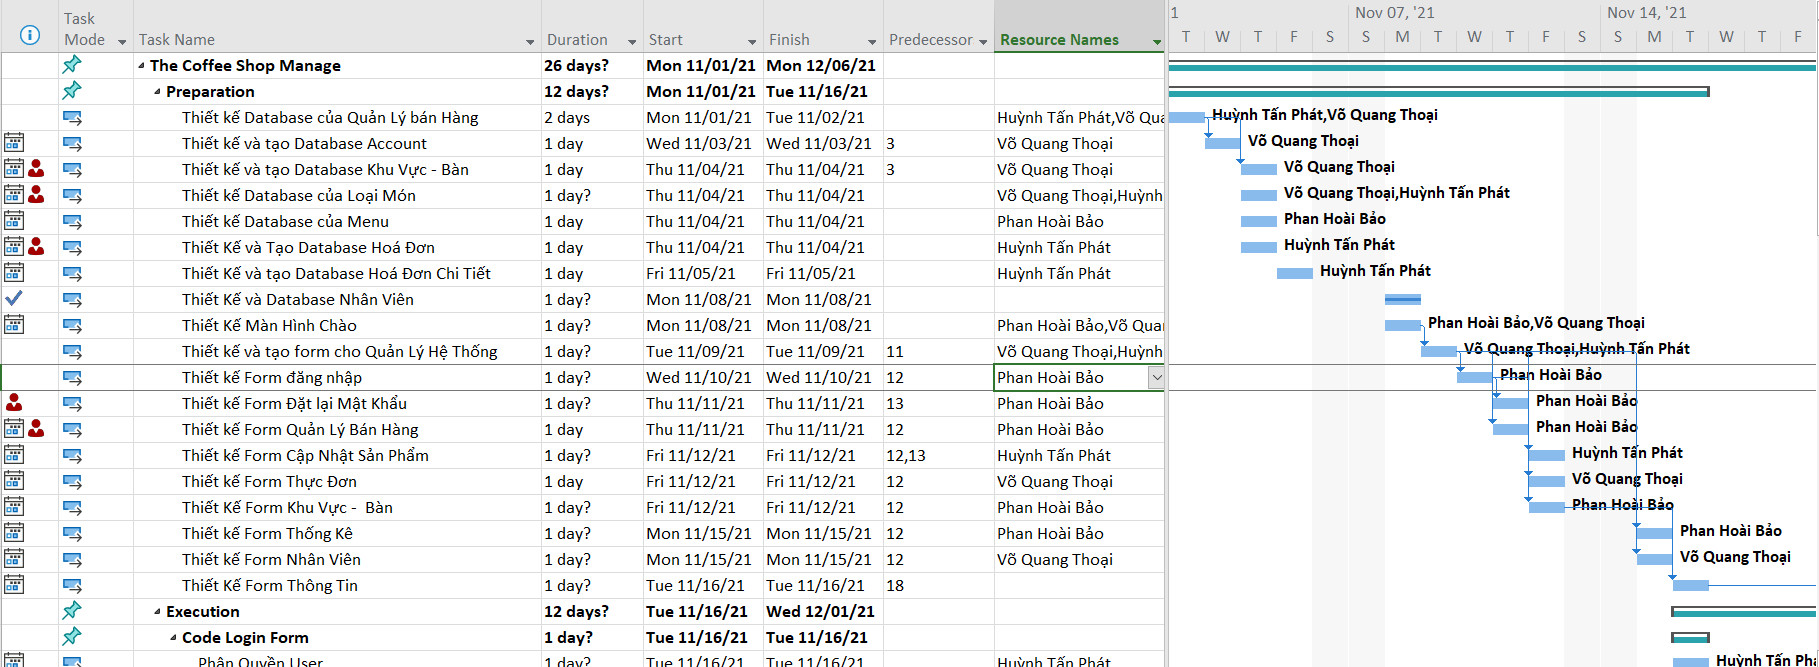 Task
Mode Task Name Duration Start Finish Predecessor Resource Names
1 Nov 07, '21 Nov 14, '21
T W T F S S M T W T F S S M T W T F
The Coffee Shop Manage 26 days? Mon 11/01/21 Mon 12/06/21
Preparation 12 days? Mon 11/01/21 Tue 11/16/21
Thiết kế Database của Quản Lý bán Hàng 2 days Mon 11/01/21 Tue 11/02/21 Huỳnh Tấn Phát,Võ Qua Huỳnh Tấn Phát,Võ Quang Thoại
Thiết kế và tạo Database Account 1 day Wed 11/03/21 Wed 11/03/21 3 Võ Quang Thoại Võ Quang Thoại
Thiết kế và tạo Database Khu Vực - Bàn 1 day Thu 11/04/21 Thu 11/04/21 3 Võ Quang Thoại Võ Quang Thoại
Thiết kế Database của Loại Món 1 day? Thu 11/04/21 Thu 11/04/21 Võ Quang Thoại,Huỳnh Võ Quang Thoại,Huỳnh Tấn Phát
Thiết kế Database của Menu 1 day Thu 11/04/21 Thu 11/04/21 Phan Hoài Bảo Phan Hoài Bảo
Thiết Kế và Tạo Database Hoá Đơn 1 day Thu 11/04/21 Thu 11/04/21 Huỳnh Tấn Phát Huỳnh Tấn Phát
Thiết Kế và tạo Database Hoá Đơn Chi Tiết 1 day Fri 11/05/21 Fri 11/05/21 Huỳnh Tấn Phát Huỳnh Tấn Phát
Thiết Kế và Database Nhân Viên 1 day? Mon 11/08/21 Mon 11/08/21
Thiết Kế Màn Hình Chào 1 day? Mon 11/08/21 Mon 11/08/21 Phan Hoài Bảo,Võ Qua Phan Hoài Bảo,Võ Quang Thoại
Thiết kế và tạo form cho Quản Lý Hệ Thống 1 day? Tue 11/09/21 Tue 11/09/21 11 Võ Quang Thoại,Huỳnh Võ Quang Thoại,Huỳnh Tấn Phát
Thiết kế Form đăng nhập 1 day? Wed 11/10/21 Wed 11/10/21 12 Phan Hoài Bảo Phan Hoài Bảo
Thiết kế Form Đặt lại Mật Khẩu 1 day? Thu 11/11/21 Thu 11/11/21 13 Phan Hoài Bảo Phan Hoài Bảo
Thiết kế Form Quản Lý Bán Hàng 1 day Thu 11/11/21 Thu 11/11/21 12 Phan Hoài Bảo Phan Hoài Bảo
Thiết kế Form Cập Nhật Sản Phẩm 1 day? Fri 11/12/21 Fri 11/12/21 12,13 Huỳnh Tấn Phát Huỳnh Tấn Phát
Thiết kế Form Thực Đơn 1 day Fri 11/12/21 Fri 11/12/21 12 Võ Quang Thoại Võ Quang Thoại
Thiết Kế Form Khu Vực - Bàn 1 day? Fri 11/12/21 Fri 11/12/21 12 Phan Hoài Bảo Phan Hoài Bảo
Thiết kế Form Thống Kê 1 day? Mon 11/15/21 Mon 11/15/21 12 Phan Hoài Bảo Phan Hoài Bảo
Thiết kế Form Nhân Viên 1 day? Mon 11/15/21 Mon 11/15/21 12 Võ Quang Thoại Võ Quang Thoại
Thiết Kế Form Thông Tin 1 day? Tue 11/16/21 Tue 11/16/21 18
Execution 12 days? Tue 11/16/21 Wed 12/01/21
Code Login Form 1 day? Tue 11/16/21 Tue 11/16/21
Phân Quyền User 1 day? Tue 11/16/21 Tue 11/16/21 Huỳnh Tấn Phát Huỳnh Tấn Phá